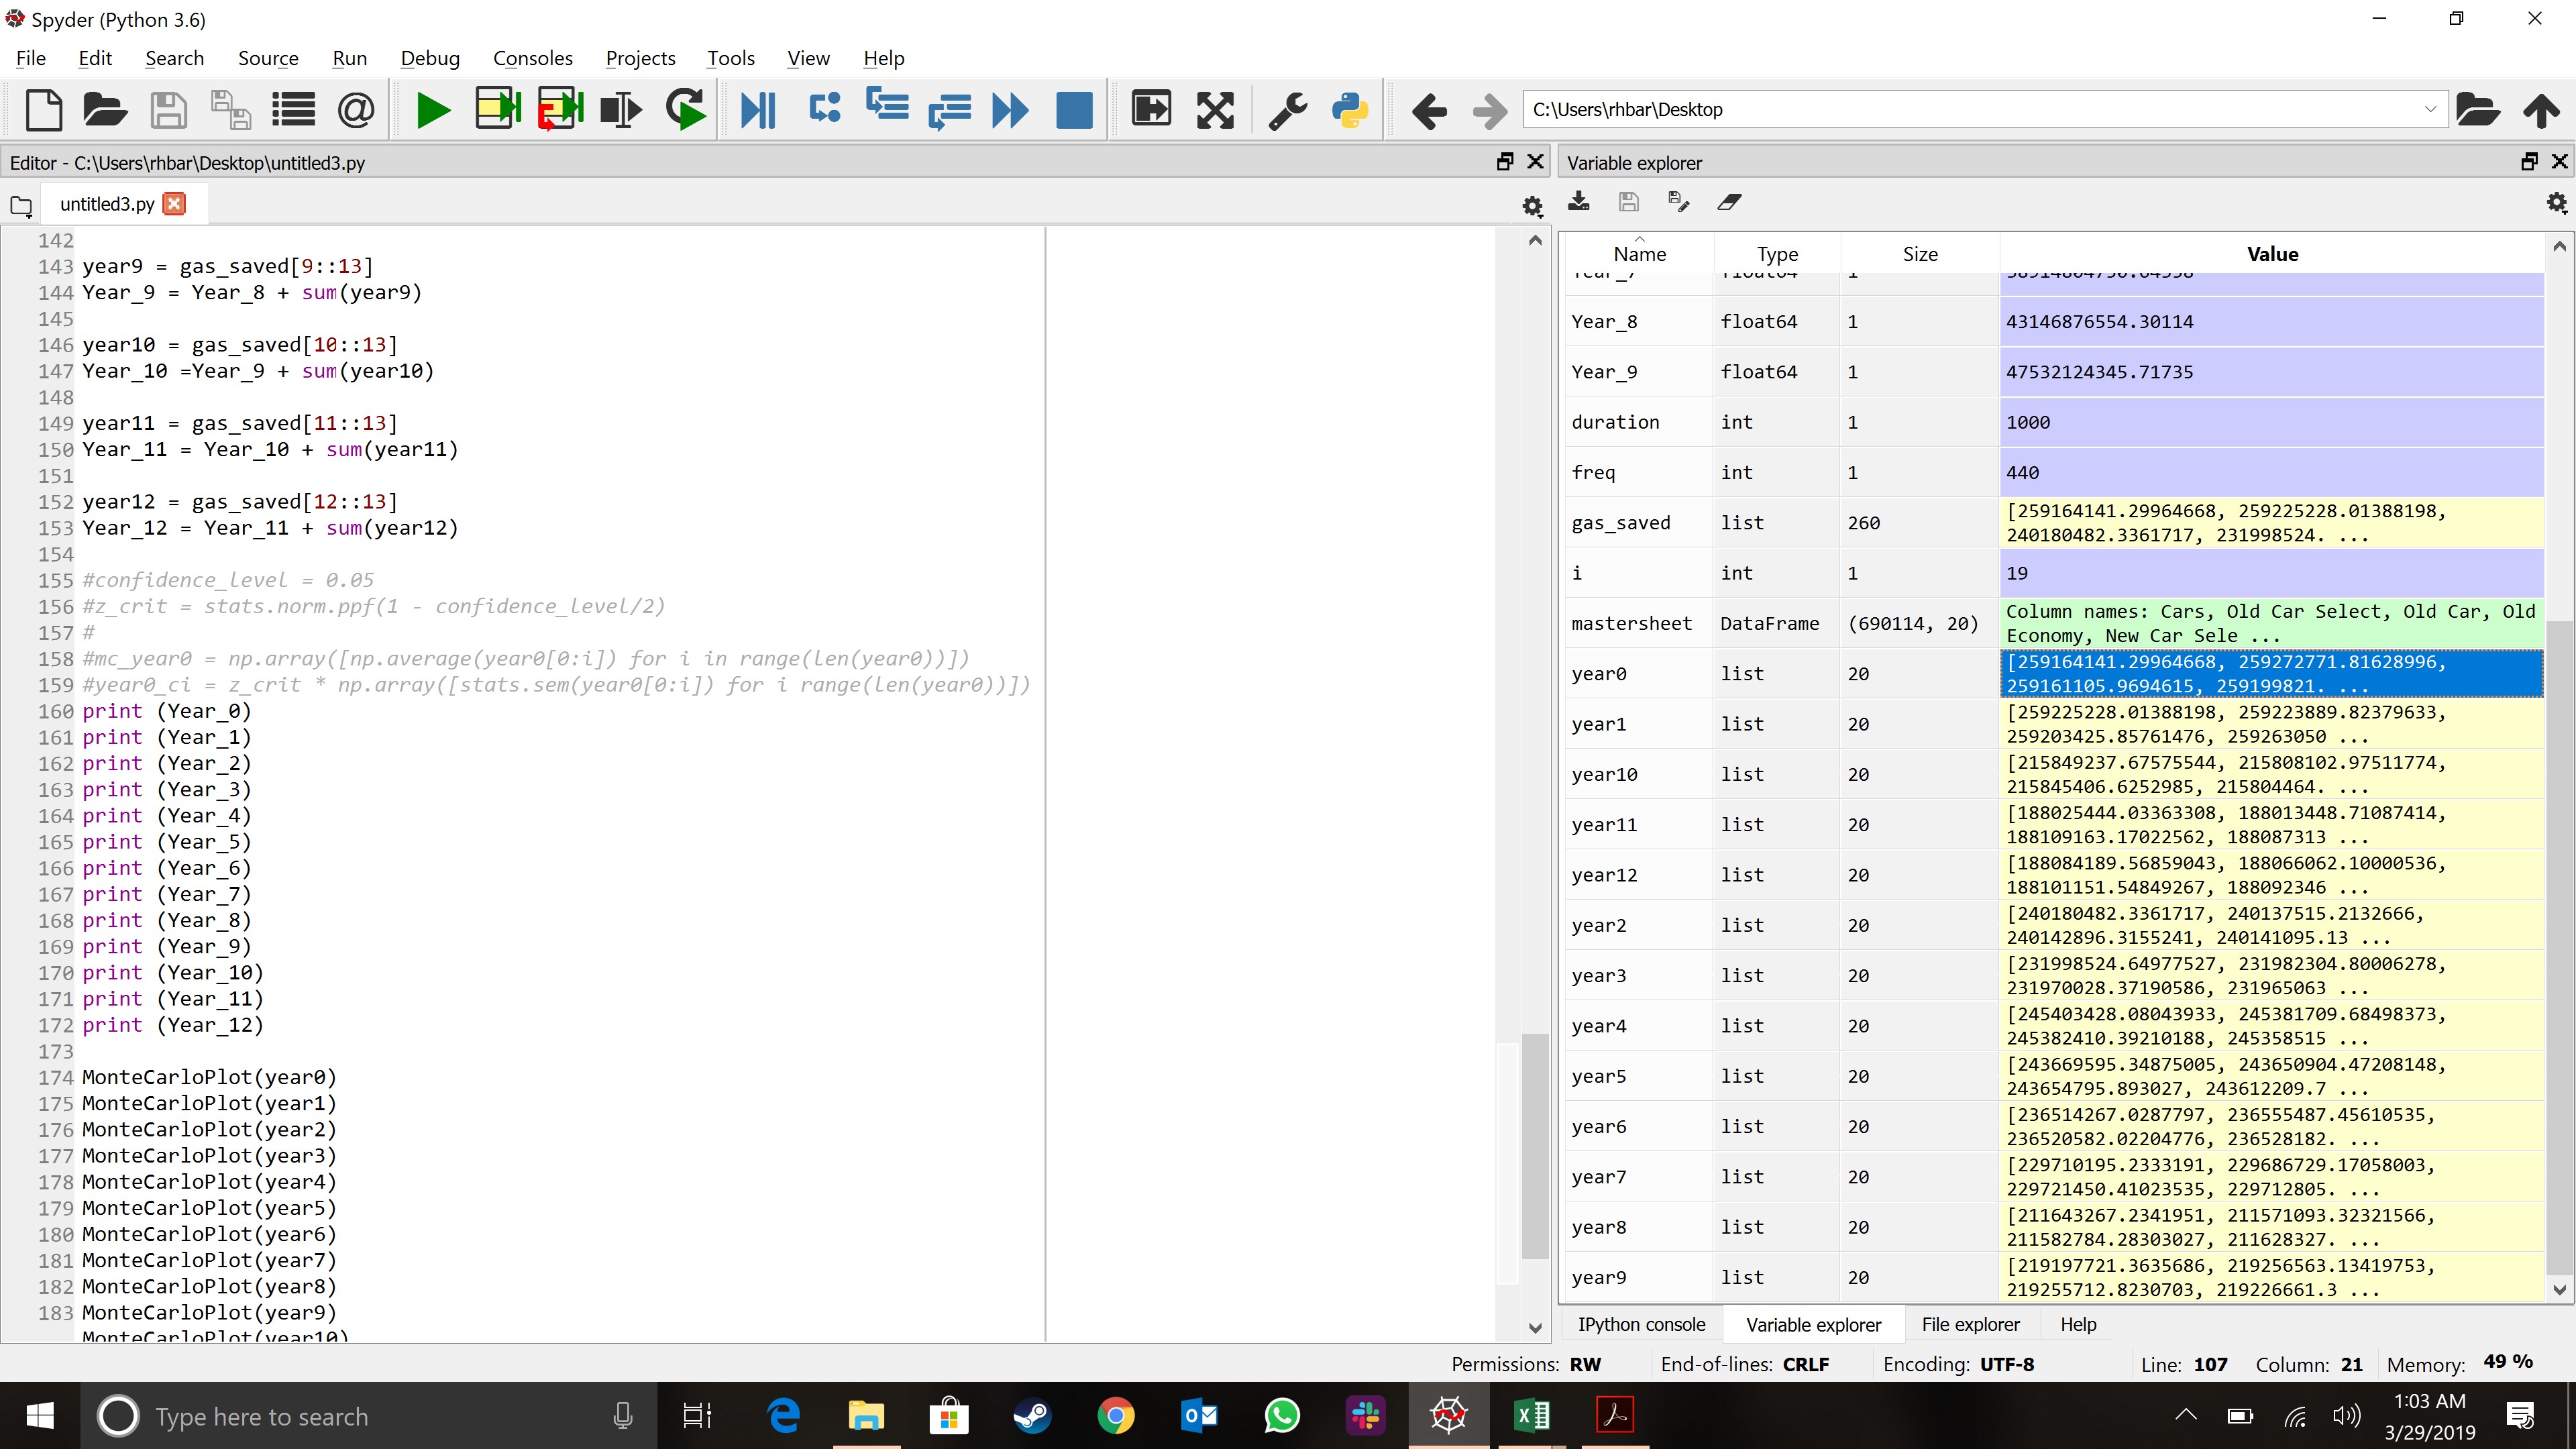 Spyder (Python 3.6)
File Edit Search Source Run Debug Consoles Projects Tools View Help
C:\Users\rhbar\Desktop
Editor - C:\Users\rhbar\Desktop\untitled3.py
untitled3.py
142
143 year9 = gas_saved[9::13]
144 Year_9 = Year_8 + sum(year9)
145
146 year10 = gas_saved[10::13]
147 Year_10 =Year_9 + sum(year10)
148
149 year11 = gas_saved[11::13]
150 Year_11 = Year_10 + sum(year11)
151
152 year12 = gas_saved[12::13]
153 Year_12 = Year_11 + sum(year12)
154
155 #confidence_level = 0.05
156 #z_crit = stats.norm.ppf(1 - confidence_level/2)
157 #
158 #mc_year0 = np.array([np.average(year0[0:i]) for i in range(len(year0))])
159 #year0_ci = z_crit * np.array([stats.sem(year0[0:i]) for i range(len(year0))])
160 print (Year_0)
161 print (Year_1)
162 print (Year_2)
163 print (Year_3)
164 print (Year_4)
165 print (Year_5)
166 print (Year_6)
167 print (Year_7)
168 print (Year_8)
169 print (Year_9)
170 print (Year_10)
171 print (Year_11)
172 print (Year_12)
173
174 MonteCarloPlot(year0)
175 MonteCarloPlot(year1)
176 MonteCarloPlot(year2)
177 MonteCarloPlot(year3)
178 MonteCarloPlot(year4)
179 MonteCarloPlot(year5)
180 MonteCarloPlot(year6)
181 MonteCarloPlot(year7)
182 MonteCarloPlot(year8)
183 MonteCarloPlot(year9)
MonteCarloPlot(year10)
Variable explorer
Name Type Size Value
Year_7 float64 1
Year_8 float64 1 43146876554.30114
Year_9 float64 1 47532124345.71735
duration int 1 1000
freq int 1 440
gas_saved list 260 [259164141.29964668, 259225228.01388198,
240180482.3361717, 231998524. ...
i int 1 19
mastersheet DataFrame (690114, 20) Column names: Cars, Old Car Select, Old Car, Old
Economy, New Car Sele ...
year0 list 20 [259164141.29964668, 259272771.81628996,
259161105.9694615, 259199821. ...
year1 list 20 [259225228.01388198, 259223889.82379633,
259203425.85761476, 259263050 ...
year10 list 20 [215849237.67575544, 215808102.97511774,
215845406.6252985, 215804464. ...
year11 list 20 [188025444.03363308, 188013448.71087414,
188109163.17022562, 188087313 ...
year12 list 20 [188084189.56859043, 188066062.10000536,
188101151.54849267, 188092346 ...
year2 list 20 [240180482.3361717, 240137515.2132666,
240142896.3155241, 240141095.13 ...
year3 list 20 [231998524.64977527, 231982304.80006278,
231970028.37190586, 231965063 ...
year4 list 20 [245403428.08043933, 245381709.68498373,
245382410.39210188, 245358515 ...
year5 list 20 [243669595.34875005, 243650904.47208148,
243654795.893027, 243612209.7 ...
year6 list 20 [236514267.0287797, 236555487.45610535,
236520582.02204776, 236528182. ...
year7 list 20 [229710195.2333191, 229686729.17058003,
229721450.41023535, 229712805. ...
year8 list 20 [211643267.2341951, 211571093.32321566,
211582784.28303027, 211628327. ...
year9 list 20 [219197721.3635686, 219256563.13419753,
219255712.8230703, 219226661.3 ...
IPython console Variable explorer File explorer Help
Permissions: RW End-of-lines: CRLF Encoding: UTF-8 Line: 107 Column: 21 Memory: 49 %
Type here to search
1:03 AM
3/29/2019